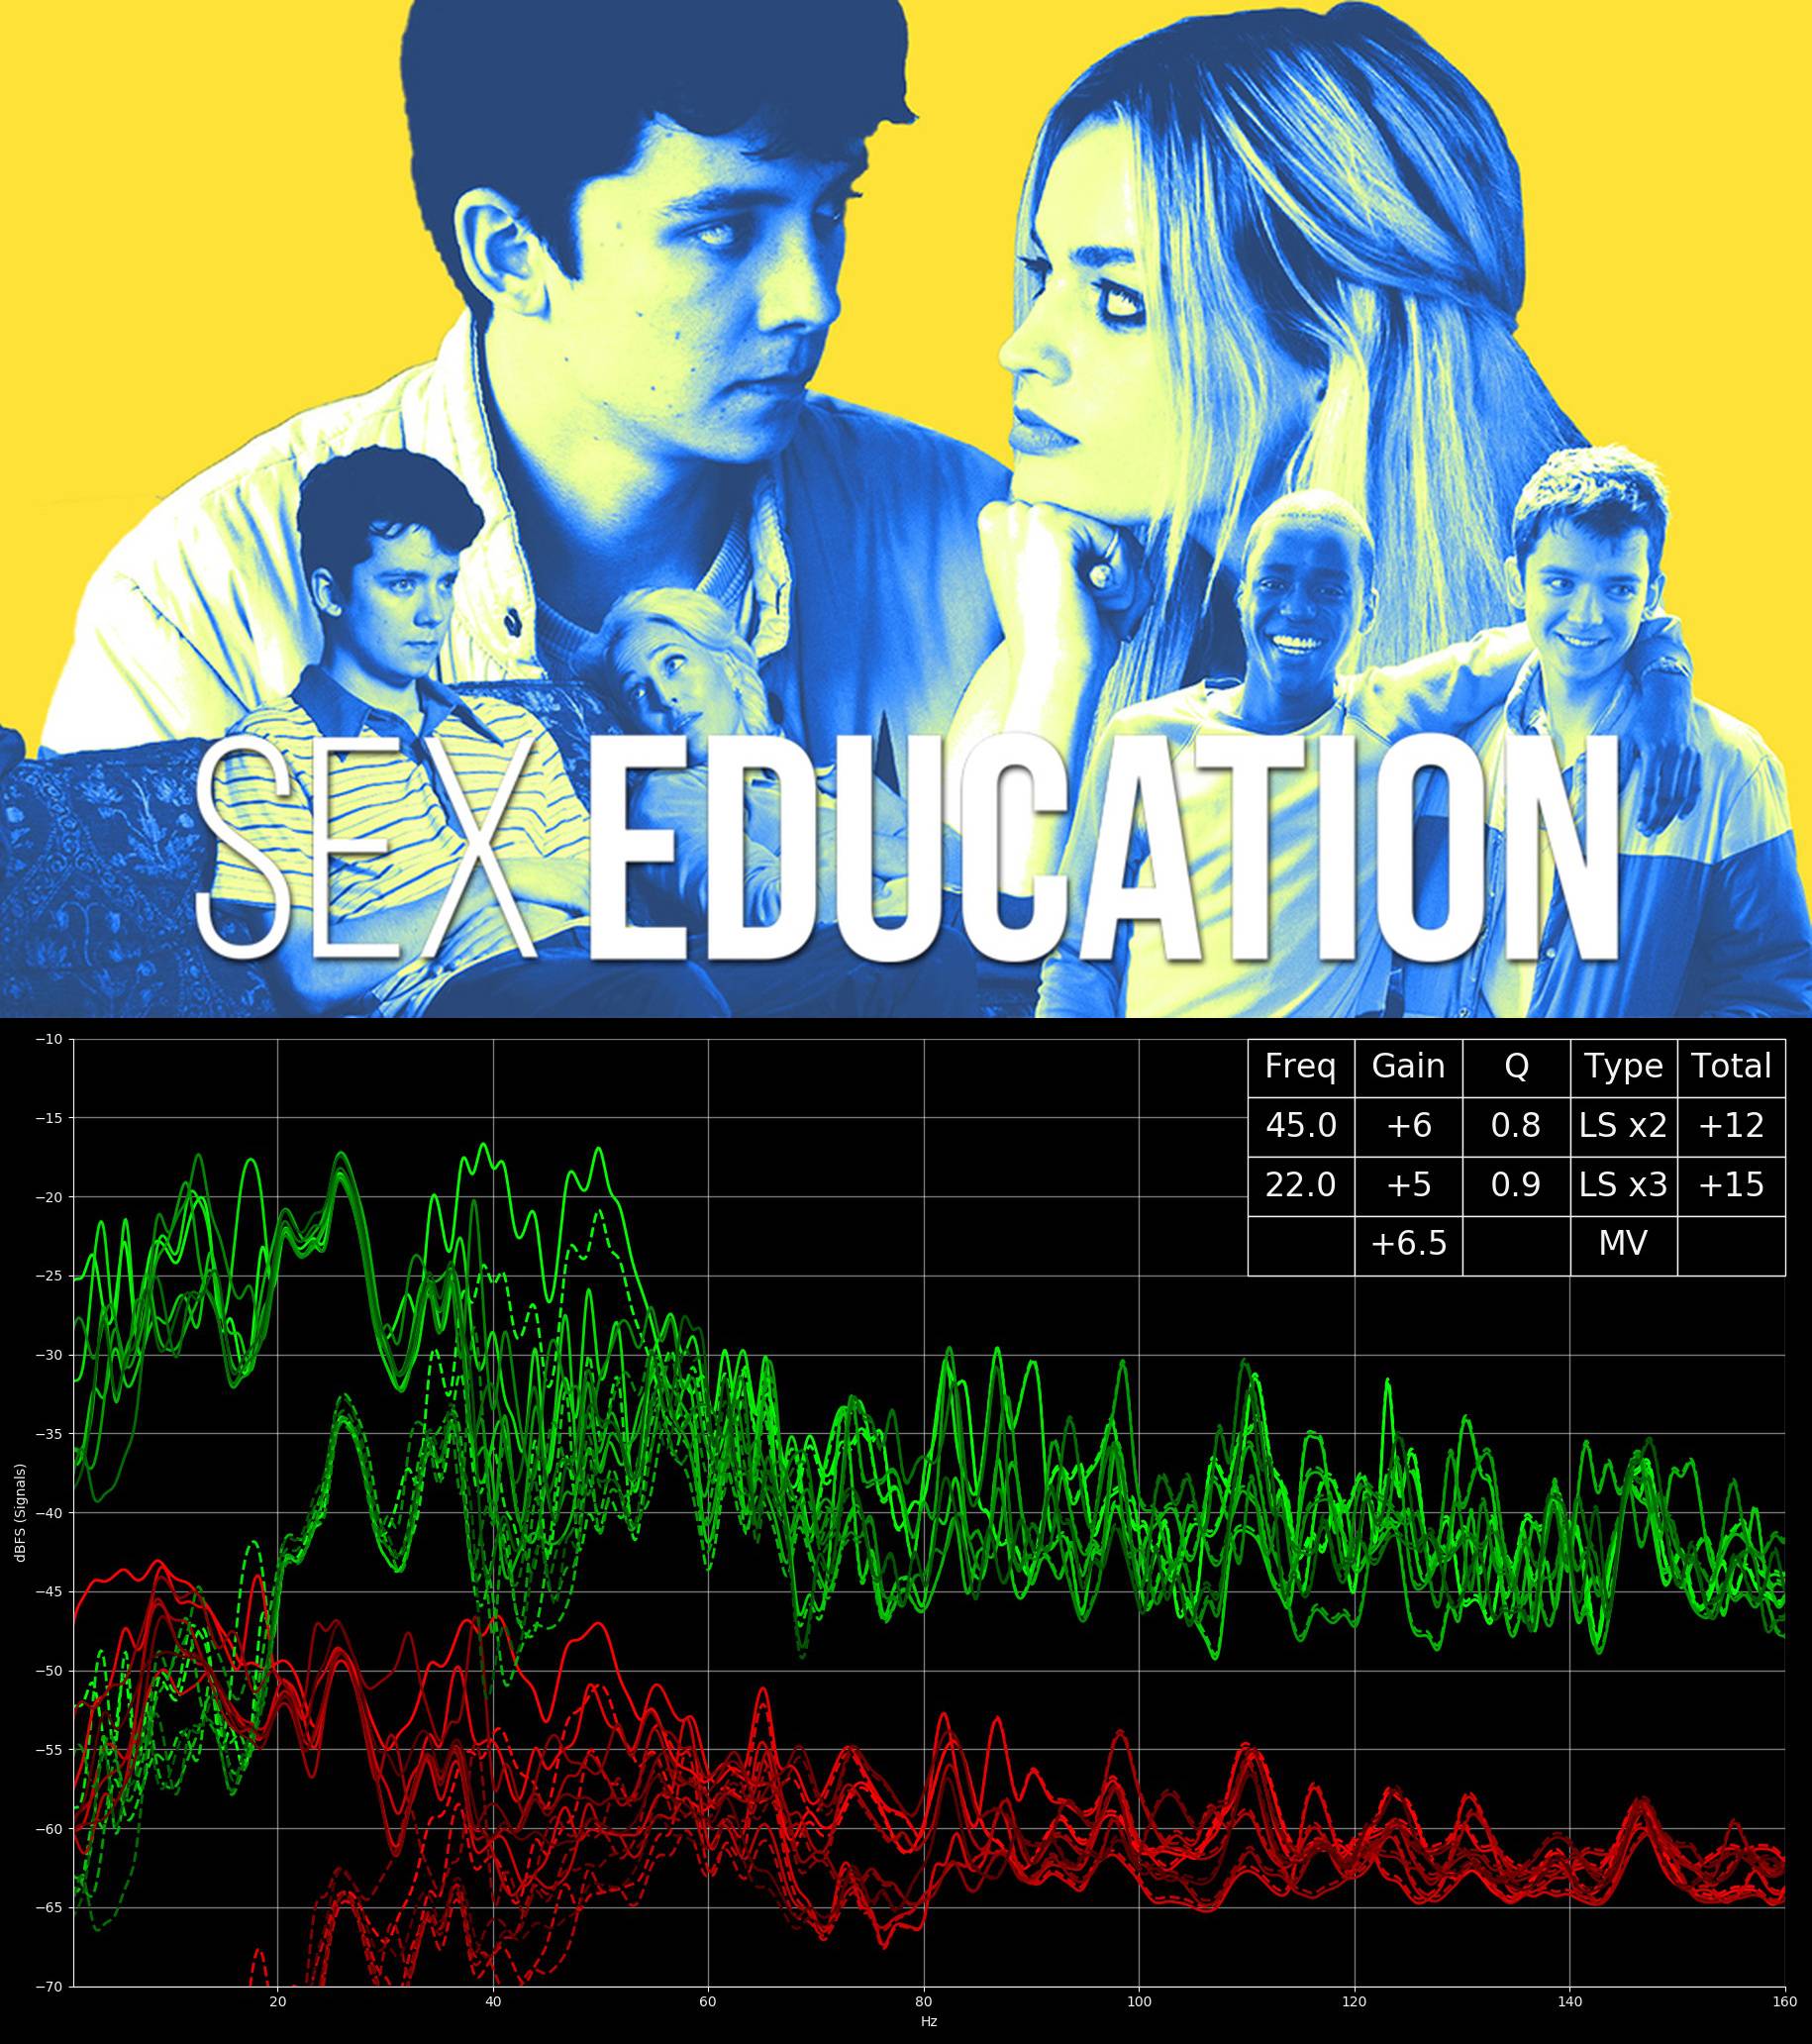 SEX EDUCATION
Freq Gain Q Type Total
45.0 +6 0.8 LS x2 +12
22.0 +5 0.9 LS x3 +15
+6.5 MV
−10
−15
−20
−25
−30
−35
−40
−45
−50
−55
−60
−65
−70
dBFS (Signals)
20 40 60 80 100 120 140 160
Hz